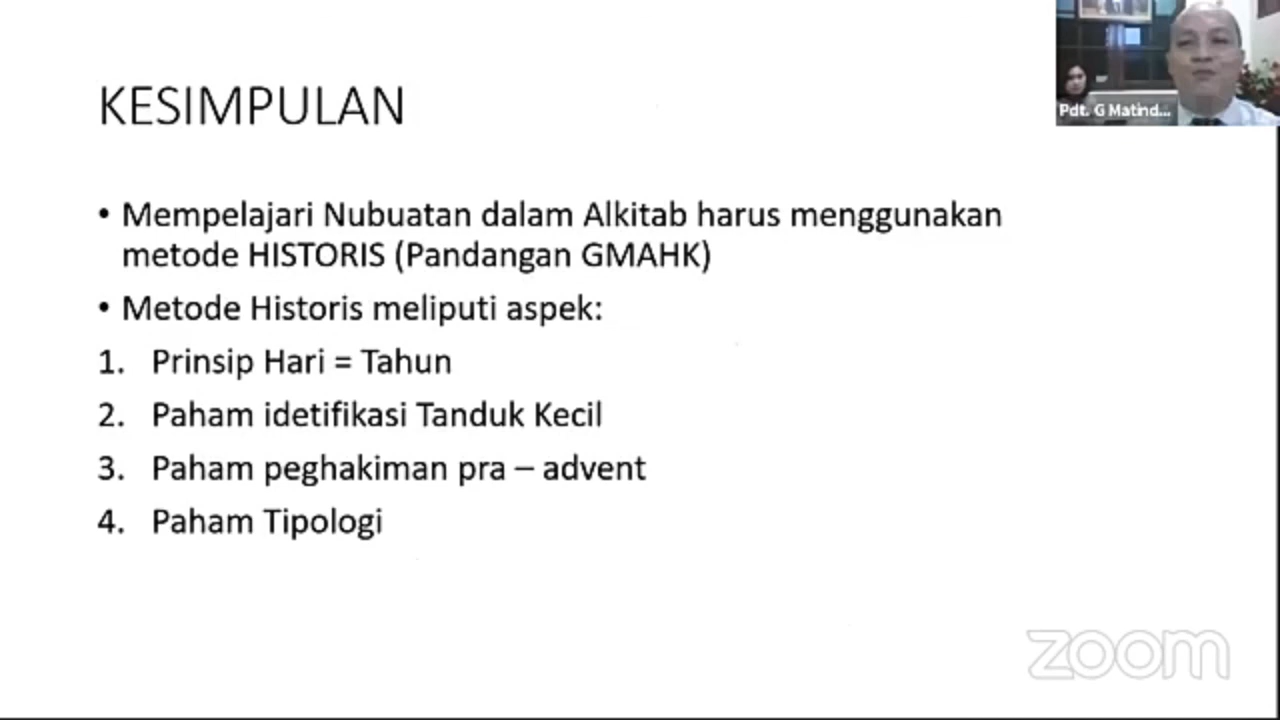 KESIMPULAN
Pdt. G Matind...
• Mempelajari Nubuatan dalam Alkitab harus menggunakan
metode HISTORIS (Pandangan GMAHK)
• Metode Historis meliputi aspek:
1. Prinsip Hari = Tahun
2. Paham idetifikasi Tanduk Kecil
3. Paham peghakiman pra – advent
4. Paham Tipologi
zoom